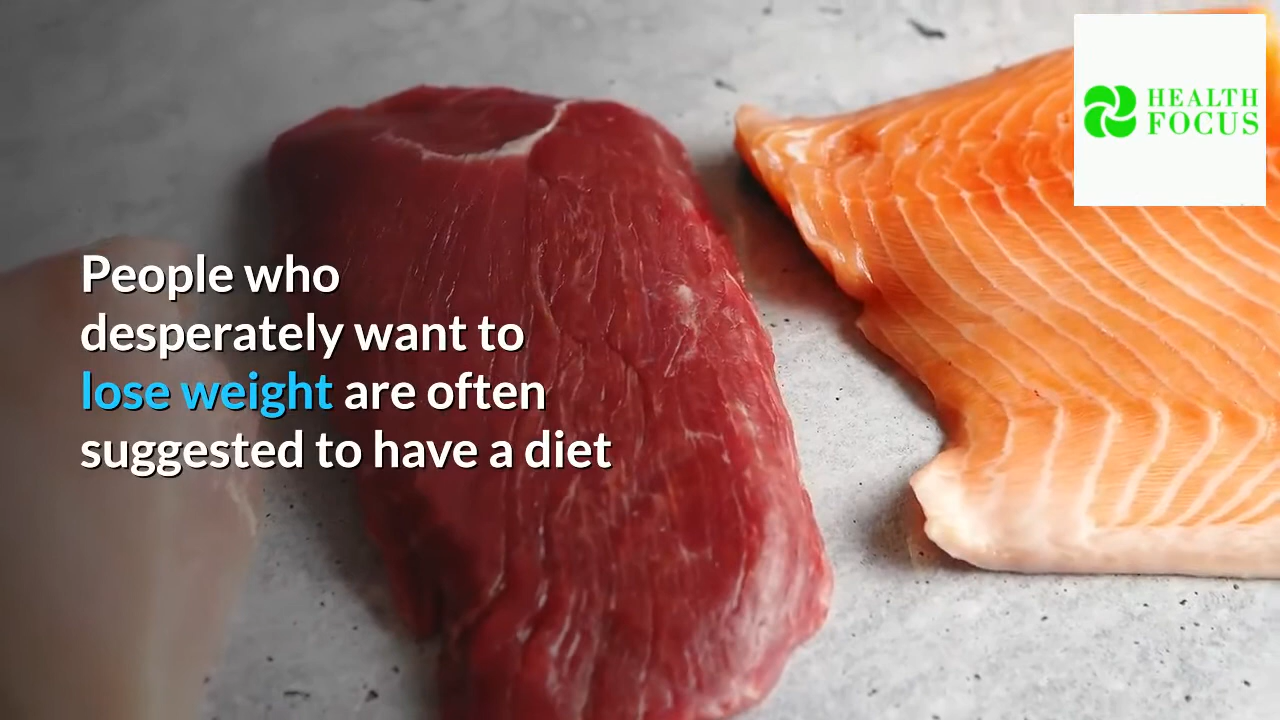 HEALTH
FOCUS
People who
desperately want to
lose weight are often
suggested to have a diet